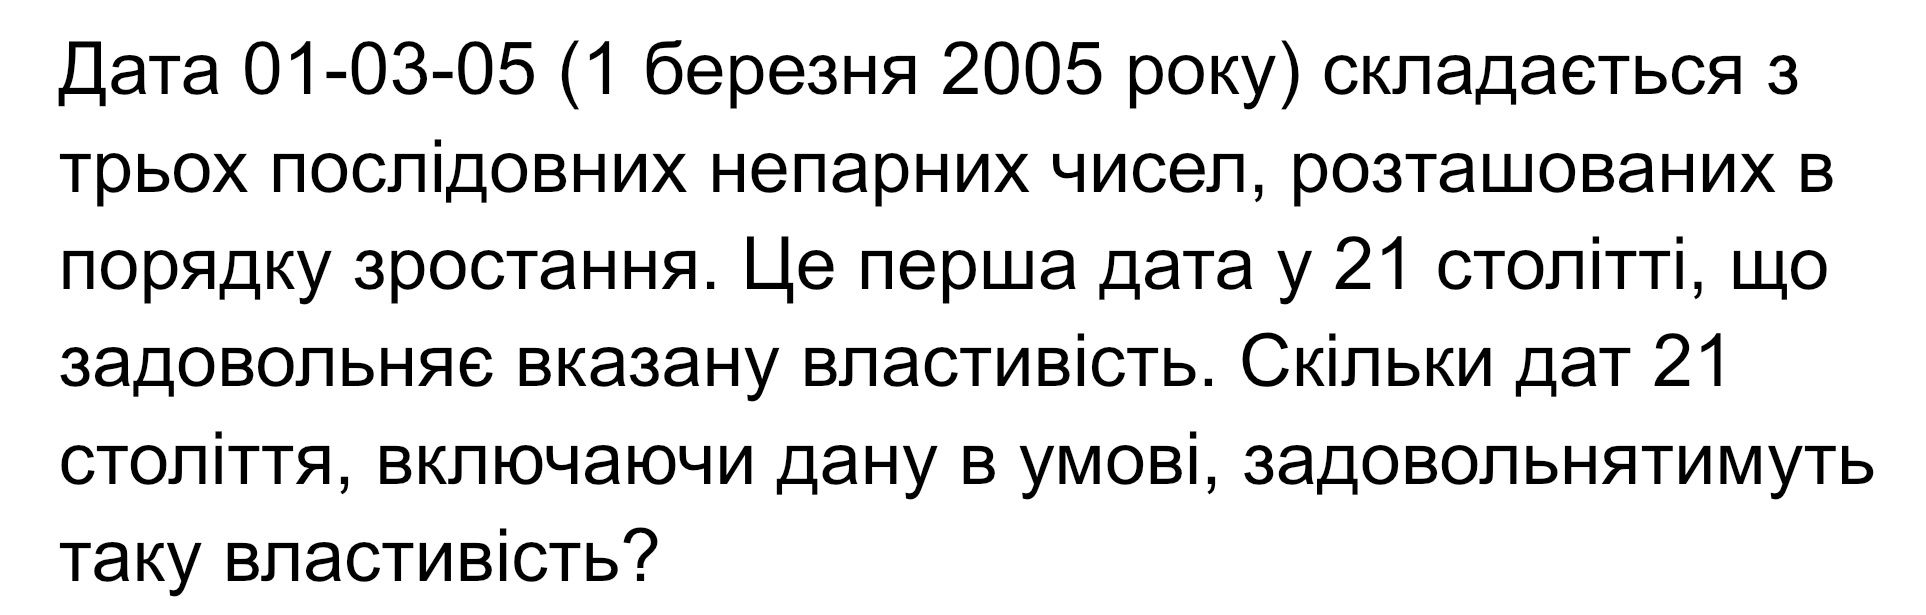 Дата 01-03-05 (1 березня 2005 року) складається з
трьох послідовних непарних чисел, розташованих в
порядку зростання. Це перша дата у 21 столітті, що
задовольняє вказану властивість. Скільки дат 21
століття, включаючи дану в умові, задовольнятимуть
таку властивість?